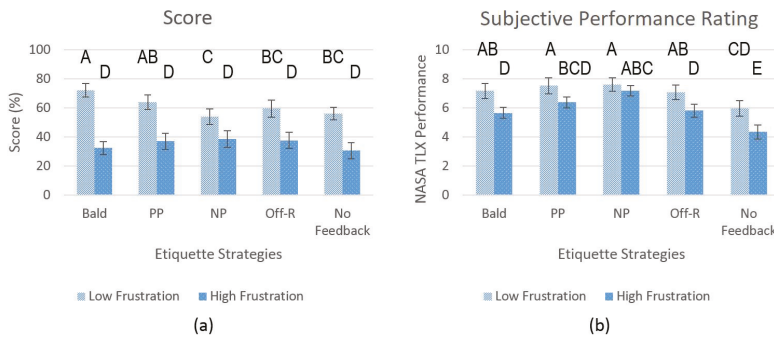 Score
100
80
60
40
20
0
Score (%)
A D AB D C D BC D BC D
Bald PP NP Off-R No
Feedback
Etiquette Strategies
Low Frustration High Frustration
(a)
Subjective Performance Rating
10
8
6
4
2
0
NASA TLX Performance
AB D A BCD A ABC AB D CD E
Bald PP NP Off-R No
Feedback
Etiquette Strategies
Low Frustration High Frustration
(b)